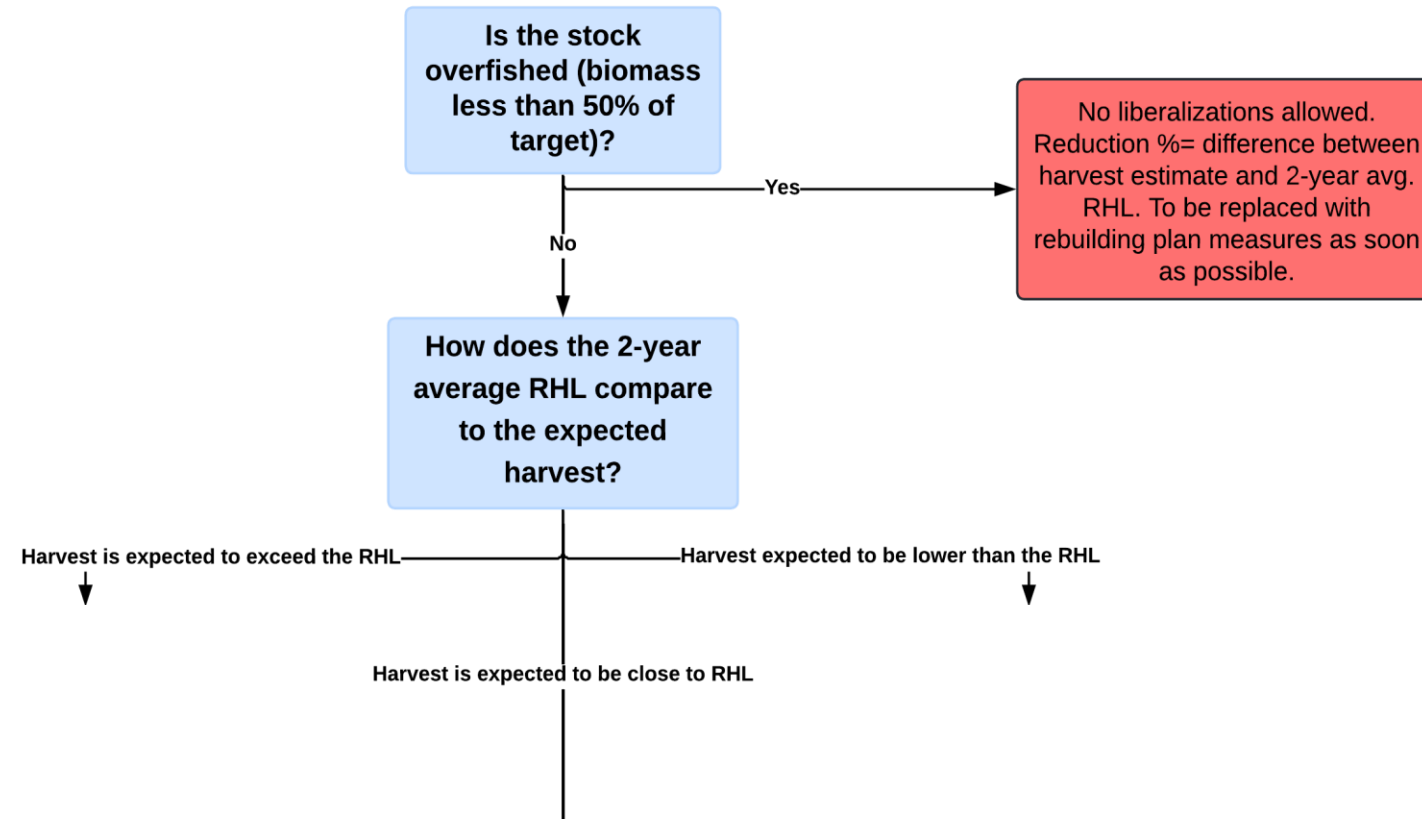 Is the stock
overfished (biomass
less than 50% of
target)?
No liberalizations allowed.
Reduction %= difference between
harvest estimate and 2-year avg.
RHL. To be replaced with
rebuilding plan measures as soon
as possible.
Yes
No
How does the 2-year
average RHL compare
to the expected
harvest?
Harvest is expected to exceed the RHL
Harvest expected to be lower than the RHL
Harvest is expected to be close to RHL